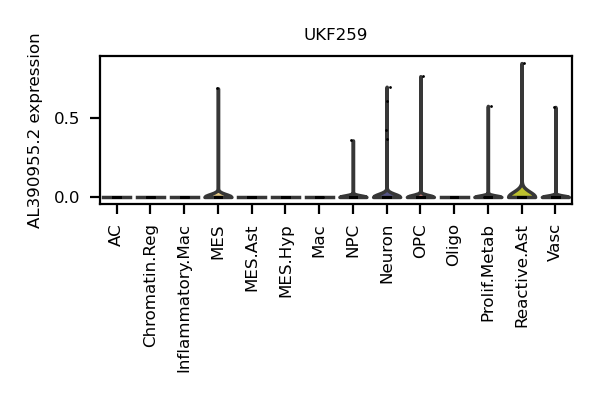 UKF259
AL390955.2 expression
0.5
0.0
AC
Chromatin.Reg
Inflammatory.Mac
MES
MES.Ast
MES.Hyp
Mac
NPC
Neuron
OPC
Oligo
Prolif.Metab
Reactive.Ast
Vasc